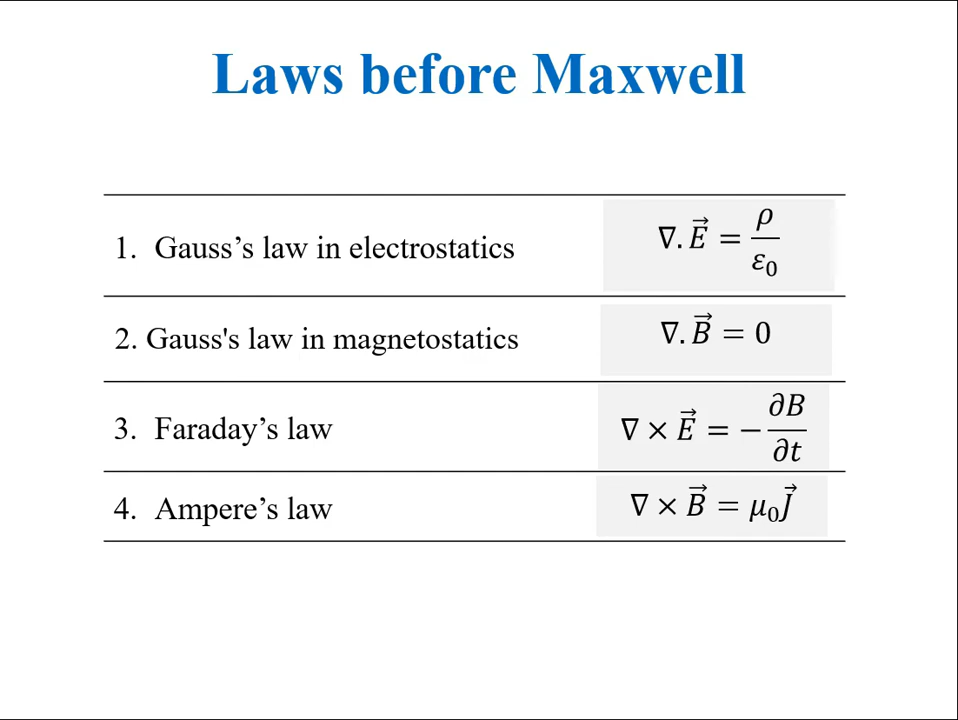 Laws before Maxwell
1. Gauss’s law in electrostatics ∇. E⃗ = ρ/ε₀
2. Gauss's law in magnetostatics ∇. B⃗ = 0
3. Faraday’s law ∇ × E⃗ = −∂B/∂t
4. Ampere’s law ∇ × B⃗ = μ₀J⃗